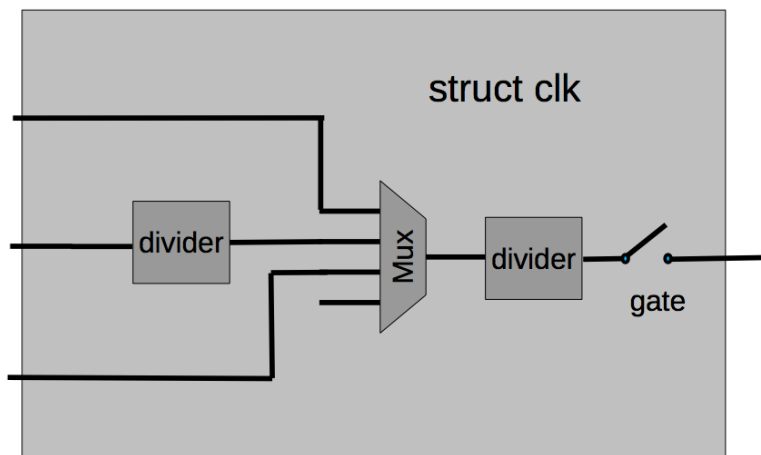 struct clk
divider
Mux
divider
gate